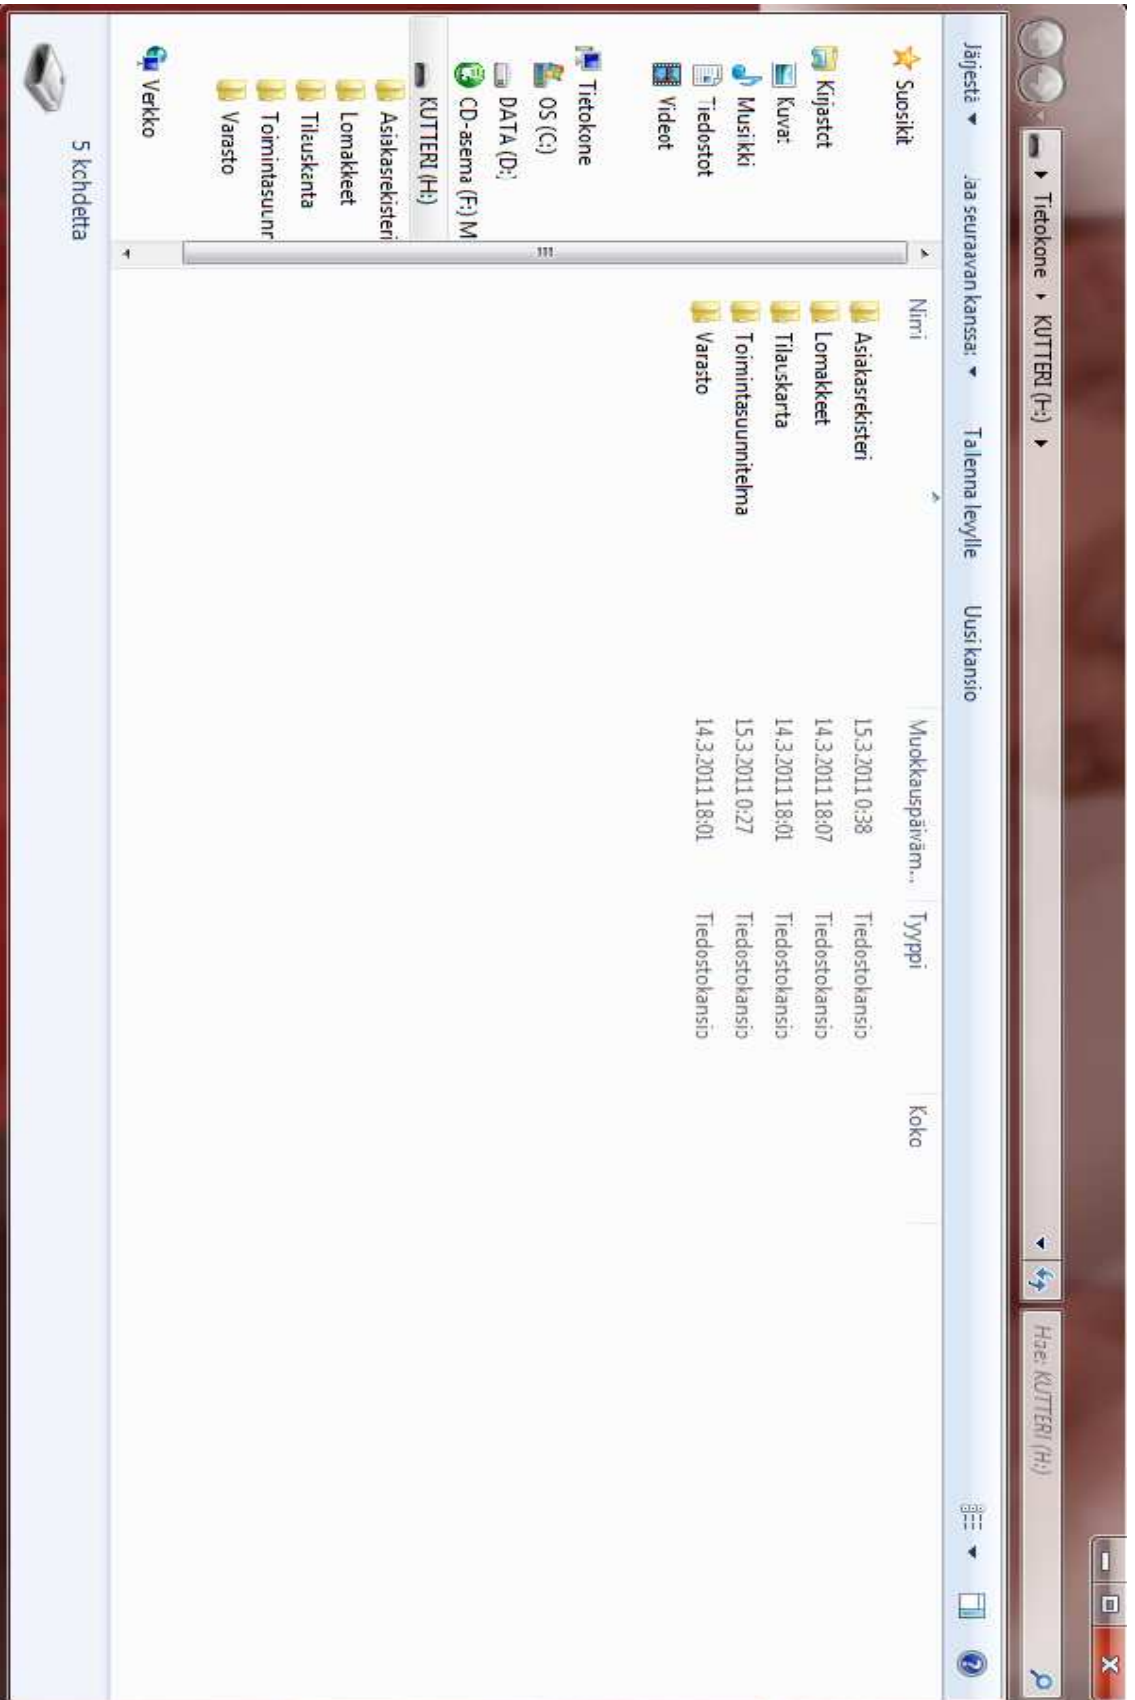 Tietokone KUTTERI (H:) Hae: KUTTERI (H:)
Järjestä Jaa seuraavan kanssa: Tallenna levylle Uusi kansio
Suosikit
Kirjastot
Kuvat
Musiikki
Tiedostot
Videot
Tietokone
OS (C:)
DATA (D:)
CD-asema (F:) M
KUTTERI (H:)
Asiakasrekisteri
Lomakkeet
Tilauskanta
Toimintasuunr
Varasto
Verkko
Nimi Muokkauspäiväm... Tyyppi Koko
Asiakasrekisteri 15.3.2011 0:38 Tiedostokansio
Lomakkeet 14.3.2011 18:07 Tiedostokansio
Tilauskanta 14.3.2011 18:01 Tiedostokansio
Toimintasuunnitelma 15.3.2011 0:27 Tiedostokansio
Varasto 14.3.2011 18:01 Tiedostokansio
5 kohdetta